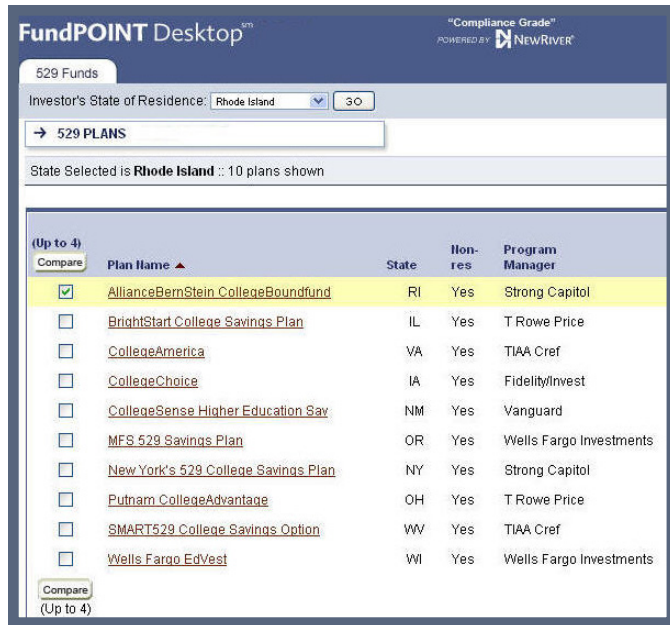 FundPOINT Desktop℠
"Compliance Grade"
POWERED BY NEWRIVER®
529 Funds
Investor's State of Residence: Rhode Island GO
→ 529 PLANS
State Selected is Rhode Island :: 10 plans shown
(Up to 4)
Compare Plan Name ▲ State Non-res Program Manager
AllianceBernStein CollegeBoundfund RI Yes Strong Capitol
BrightStart College Savings Plan IL Yes T Rowe Price
CollegeAmerica VA Yes TIAA Cref
CollegeChoice IA Yes Fidelity/Invest
CollegeSense Higher Education Sav NM Yes Vanguard
MFS 529 Savings Plan OR Yes Wells Fargo Investments
New York's 529 College Savings Plan NY Yes Strong Capitol
Putnam CollegeAdvantage OH Yes T Rowe Price
SMART529 College Savings Option WV Yes TIAA Cref
Wells Fargo EdVest WI Yes Wells Fargo Investments
Compare
(Up to 4)